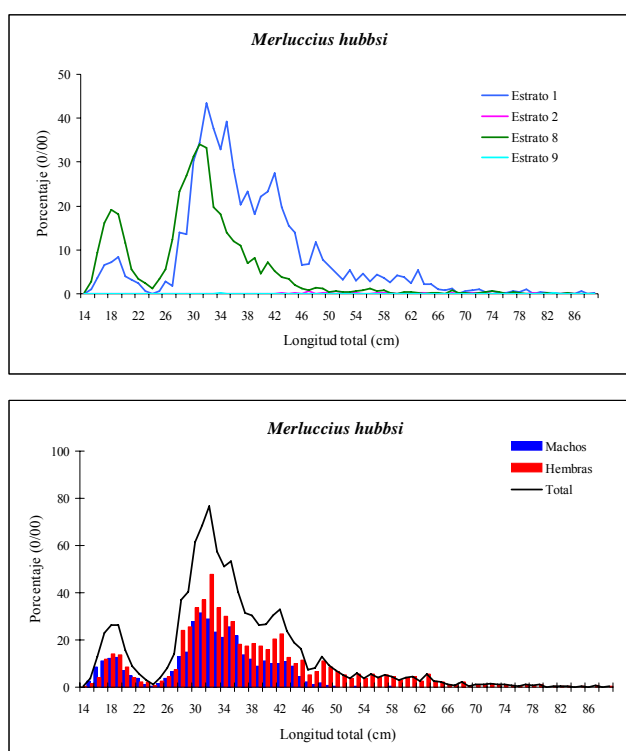 Merluccius hubbsi
50
40
30
20
10
0
Porcentaje (0/00)
Estrato 1
Estrato 2
Estrato 8
Estrato 9
14 18 22 26 30 34 38 42 46 50 54 58 62 66 70 74 78 82 86
Longitud total (cm)
Merluccius hubbsi
100
80
60
40
20
0
Porcentaje (0/00)
Machos
Hembras
Total
14 18 22 26 30 34 38 42 46 50 54 58 62 66 70 74 78 82 86
Longitud total (cm)